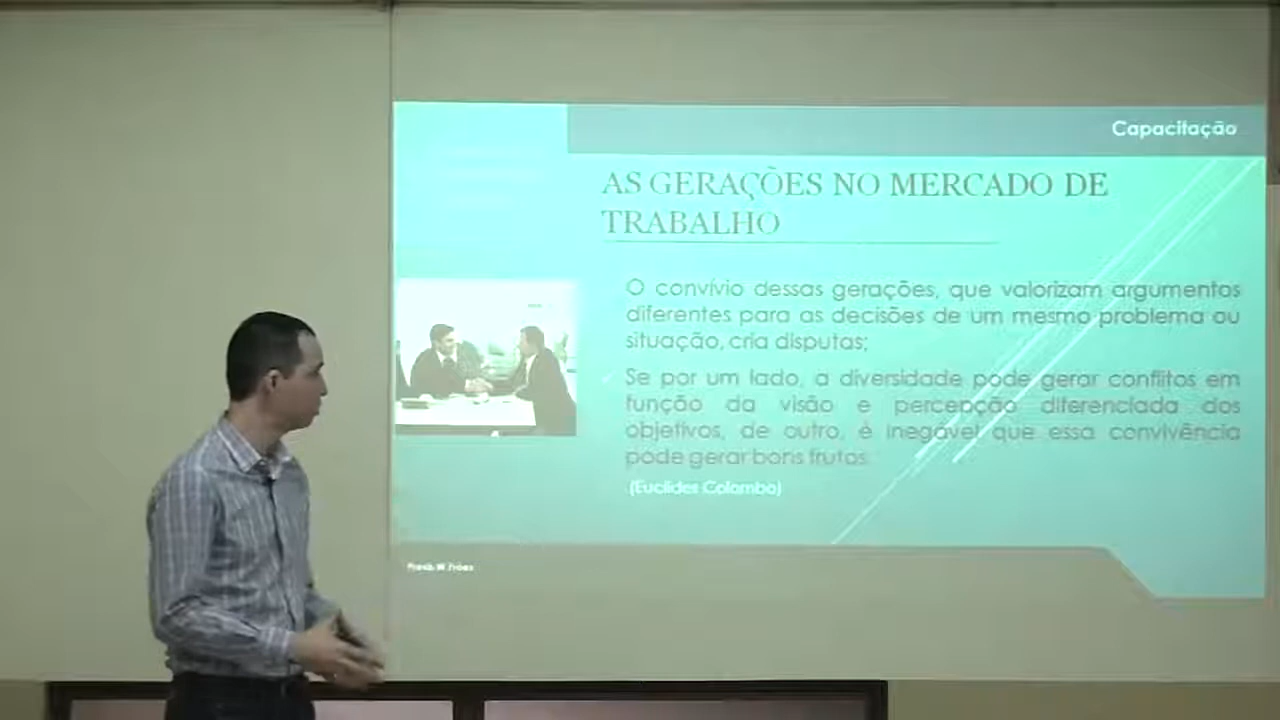 Capacitação
AS GERAÇÕES NO MERCADO DE
TRABALHO
O convívio dessas gerações, que valorizam argumentos
diferentes para as decisões de um mesmo problema ou
situação, cria disputas;
Se por um lado, a diversidade pode gerar conflitos em
função da visão e percepção diferenciada dos
objetivos, de outro, é inegável que essa convivência
pode gerar bons frutos.
(Euclides Colombo)